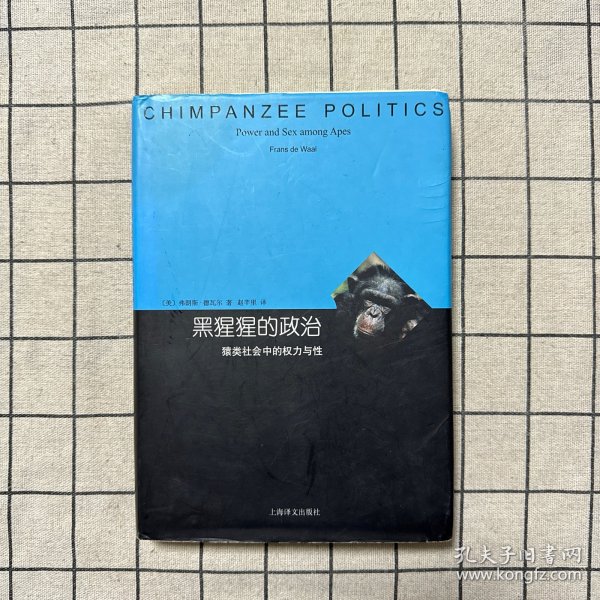 CHIMPANZEE POLITICS
Power and Sex among Apes
Frans de Waal
〔美〕弗朗斯·德瓦尔 著 赵芊里 译
黑猩猩的政治
猿类社会中的权力与性
上海译文出版社
孔夫子旧书网
www.kongfz.com